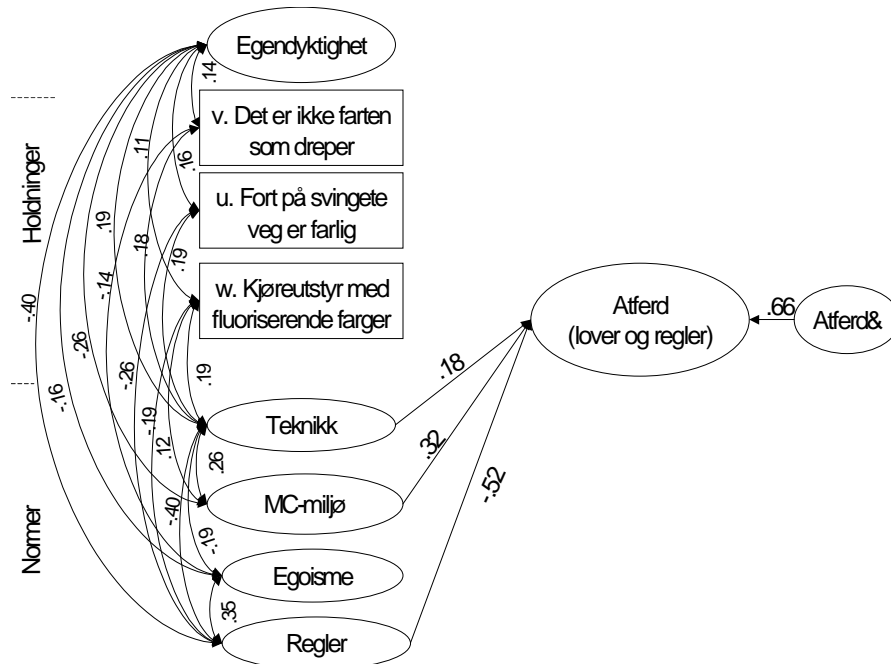 Egendyktighet
Holdninger
v. Det er ikke farten
som dreper
u. Fort på svingete
veg er farlig
w. Kjøreutstyr med
fluoriserende farger
Normer
Teknikk
MC-miljø
Egoisme
Regler
Atferd
(lover og regler)
Atferd&
.14
.11
.16
.19
.18
.19
-.14
-.40
-.26
-.16
-.26
.19
-.19
.12
.26
-.40
-.19
.35
.18
.32
-.52
.66